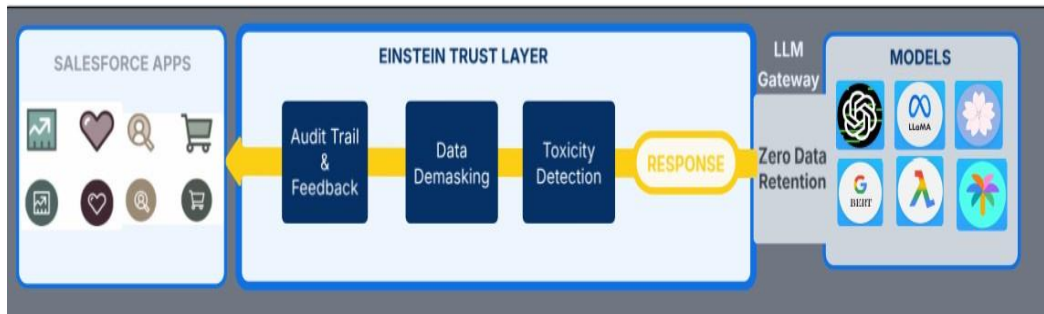 SALESFORCE APPS
EINSTEIN TRUST LAYER
Audit Trail
&
Feedback
Data
Demasking
Toxicity
Detection
RESPONSE
LLM
Gateway
Zero Data
Retention
MODELS
LLaMA
G
BERT